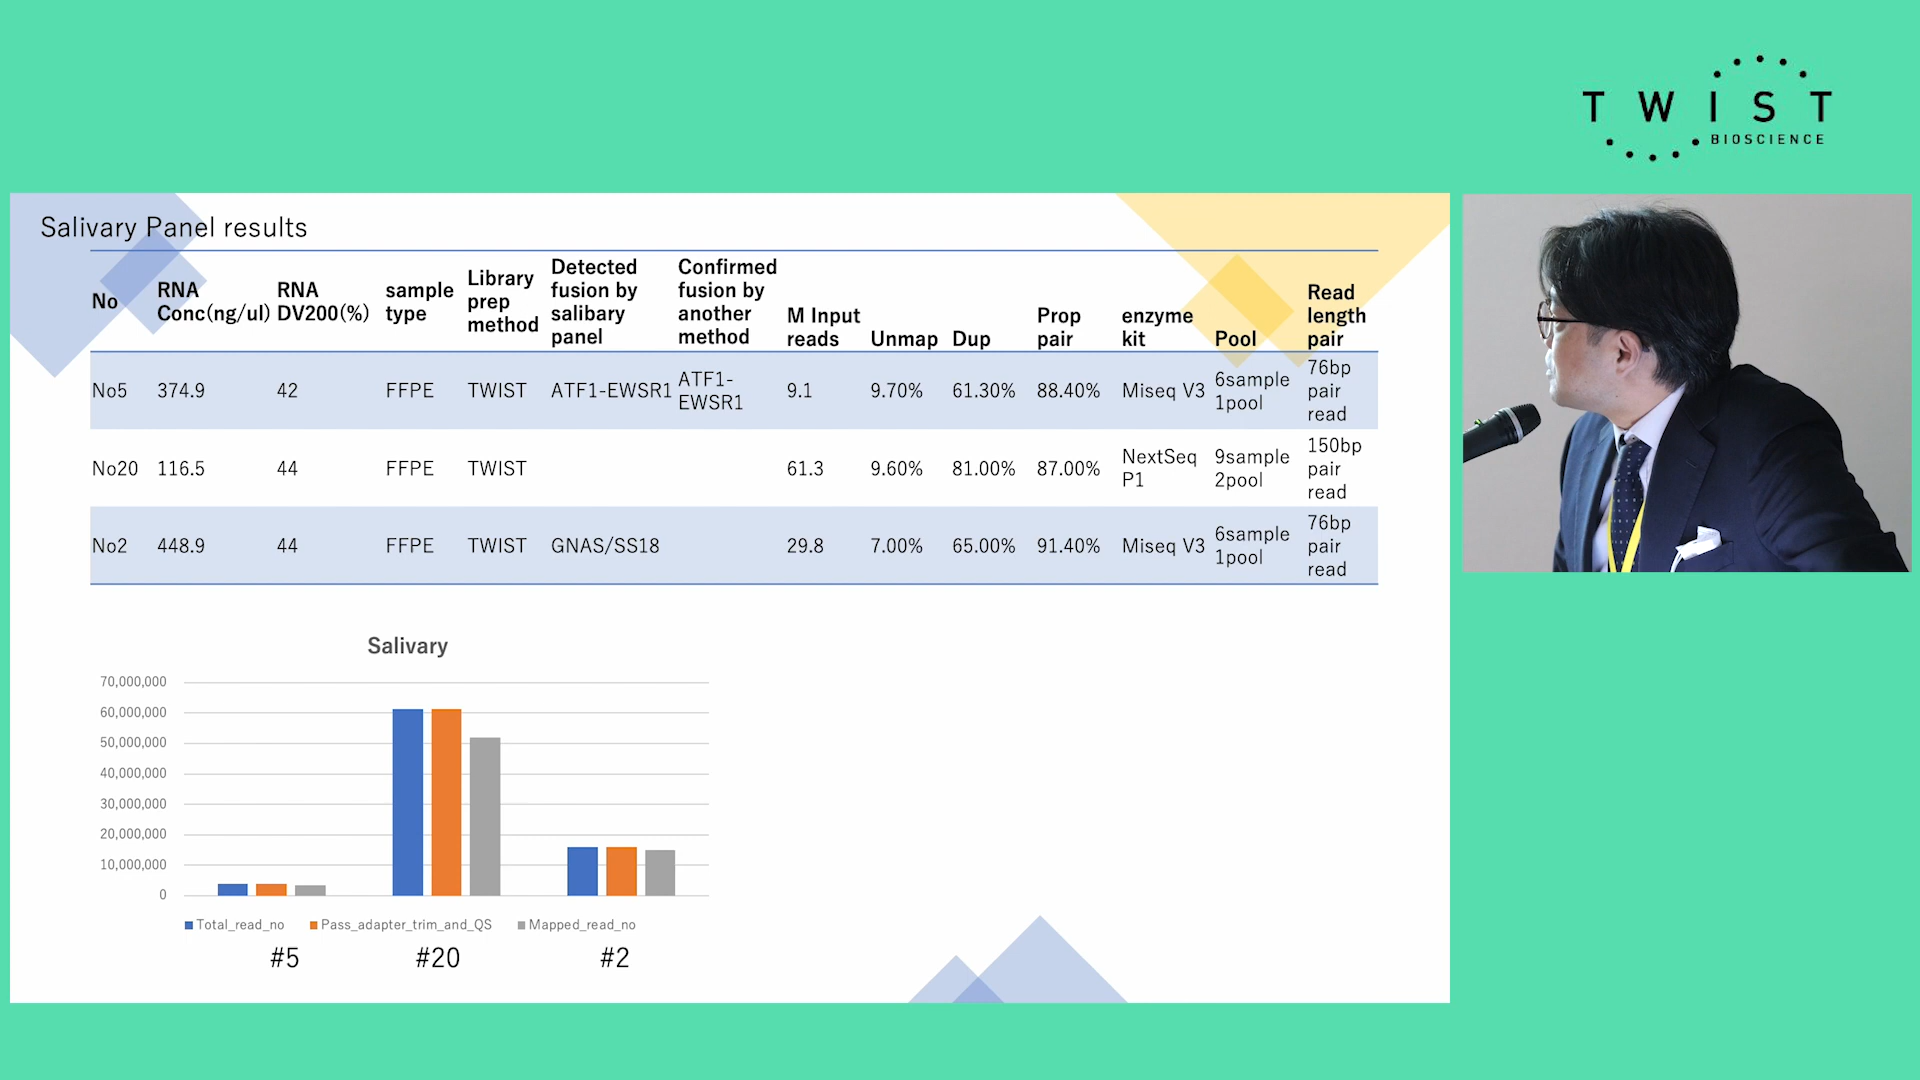 TWIST
BIOSCIENCE
Salivary Panel results
No
RNA
Conc(ng/ul)
RNA
DV200(%)
sample
type
Library
prep
method
Detected
fusion by
salibary
panel
Confirmed
fusion by
another
method
M Input
reads
Unmap
Dup
Prop
pair
enzyme
kit
Pool
Read
length
pair
No5
374.9
42
FFPE
TWIST
ATF1-EWSR1
ATF1-
EWSR1
9.1
9.70%
61.30%
88.40%
Miseq V3
6sample
1pool
76bp
pair
read
No20
116.5
44
FFPE
TWIST
61.3
9.60%
81.00%
87.00%
NextSeq
P1
9sample
2pool
150bp
pair
read
No2
448.9
44
FFPE
TWIST
GNAS/SS18
29.8
7.00%
65.00%
91.40%
Miseq V3
6sample
1pool
76bp
pair
read
Salivary
70,000,000
60,000,000
50,000,000
40,000,000
30,000,000
20,000,000
10,000,000
0
Total_read_no
Pass_adapter_trim_and_QS
Mapped_read_no
#5
#20
#2